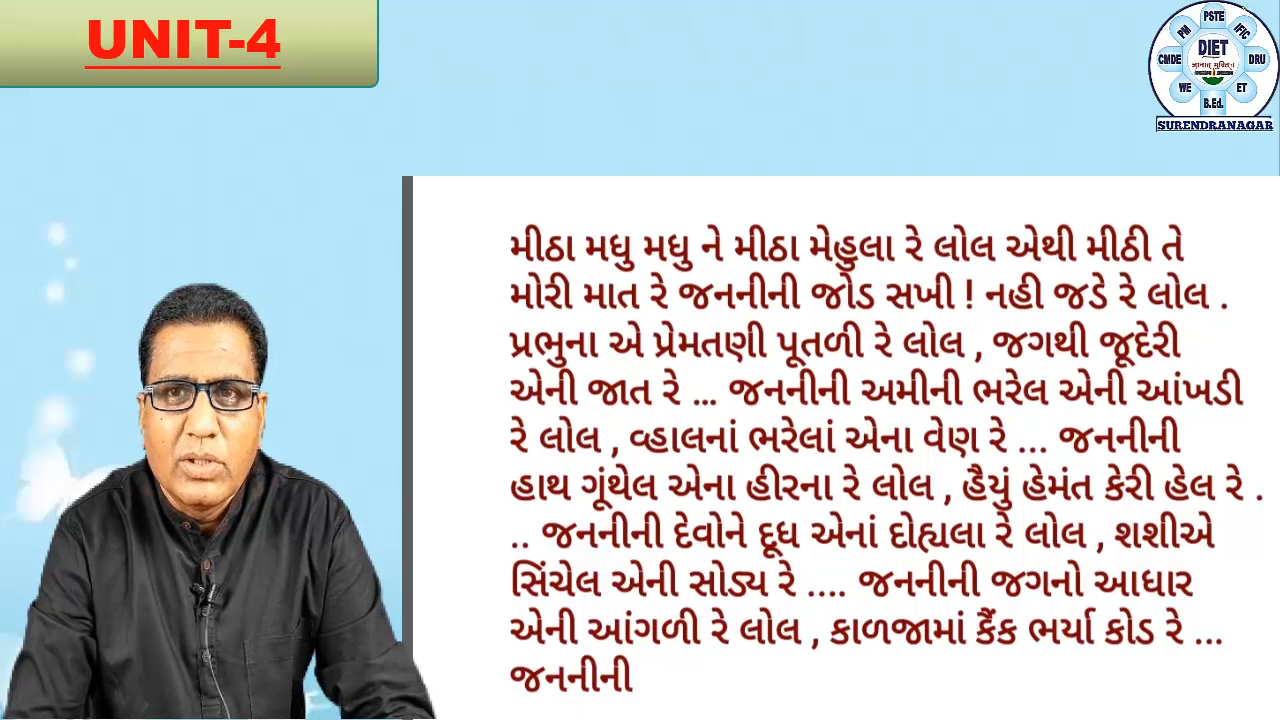 UNIT-4
PSTE
PM
IFIC
CMDE
DIET
DRU
WE
ET
B.Ed.
SURENDRANAGAR
મીઠા મધુ મધુ ને મીઠા મેહુલા રે લોલ એથી મીઠી તે
મોરી માત રે જનનીની જોડ સખી ! નહી જડે રે લોલ .
પ્રભુના એ પ્રેમતણી પૂતળી રે લોલ , જગથી જૂદેરી
એની જાત રે ... જનનીની અમીની ભરેલ એની આંખડી
રે લોલ , વ્હાલનાં ભરેલાં એના વેણ રે ... જનનીની
હાથ ગૂંથેલ એના હીરના રે લોલ , હૈયું હેમંત કેરી હેલ રે .
.. જનનીની દેવોને દૂધ એનાં દોહ્યલા રે લોલ , શશીએ
સિંચેલ એની સોડ્ય રે .... જનનીની જગનો આધાર
એની આંગળી રે લોલ , કાળજામાં કૈંક ભર્યા કોડ રે ...
જનનીની